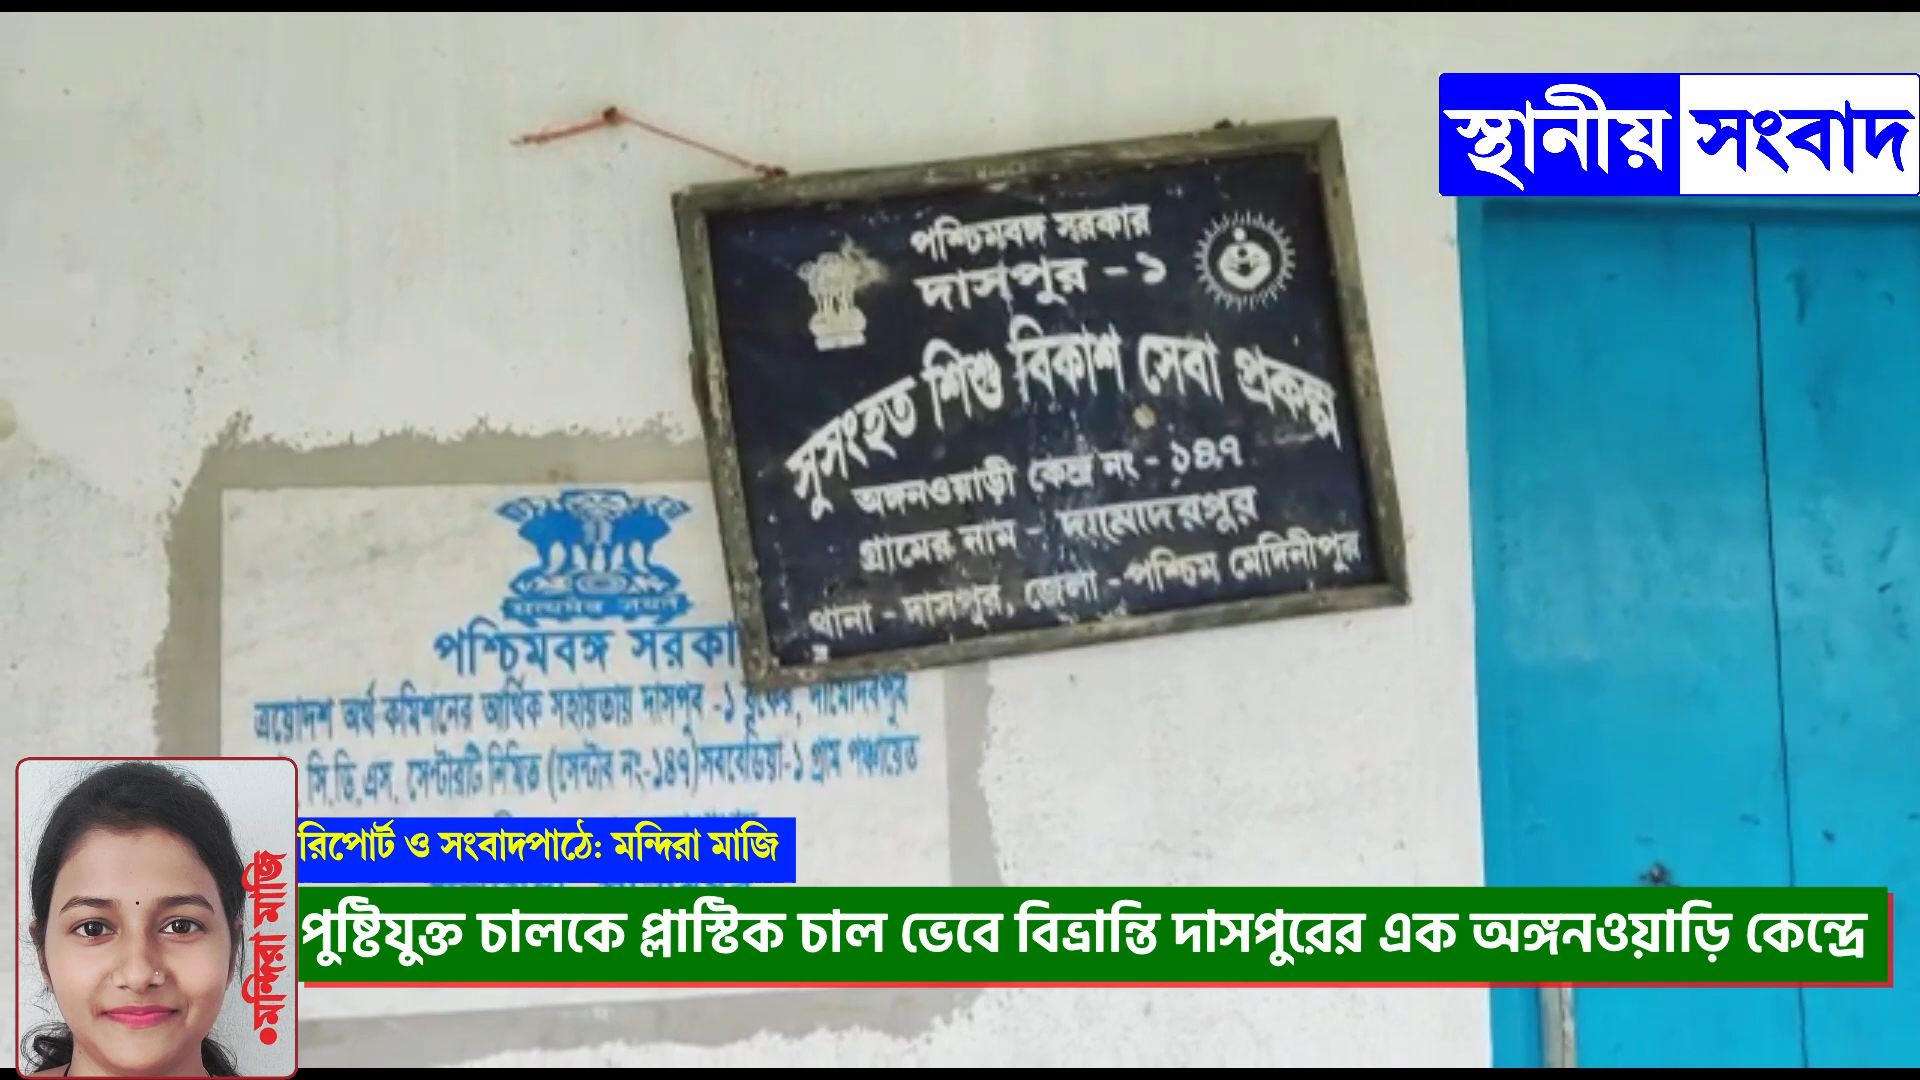 স্থানীয় সংবাদ
পশ্চিমবঙ্গ সরকার
দাসপুর - ১
সুসংহত শিশু বিকাশ সেবা প্রকল্প
অঙ্গনওয়াড়ী কেন্দ্র নং - ১৪৭
গ্রামের নাম - দামোদরপুর
থানা - দাসপুর, জেলা - পশ্চিম মেদিনীপুর
পশ্চিমবঙ্গ সরকা
ত্রয়োদশ অর্থ কমিশনের আর্থিক সহায়তায় দাসপুর -১ ব্লকের, দামোদরপুর
সি.ডি.এস. সেন্টারটি নির্মিত (সেন্টার নং-১৪৭) সরবেড়িয়া-১ গ্রাম পঞ্চায়েত
মন্দিরা মাজি
রিপোর্ট ও সংবাদপাঠে: মন্দিরা মাজি
পুষ্টিযুক্ত চালকে প্লাস্টিক চাল ভেবে বিভ্রান্তি দাসপুরের এক অঙ্গনওয়াড়ি কেন্দ্রে